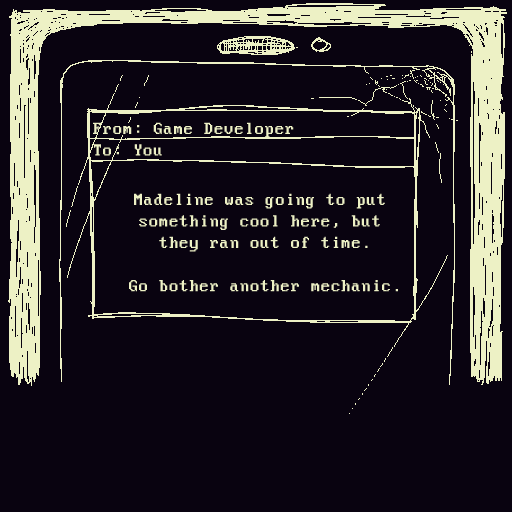 From: Game Developer
To: You
Madeline was going to put
something cool here, but
they ran out of time.
Go bother another mechanic.